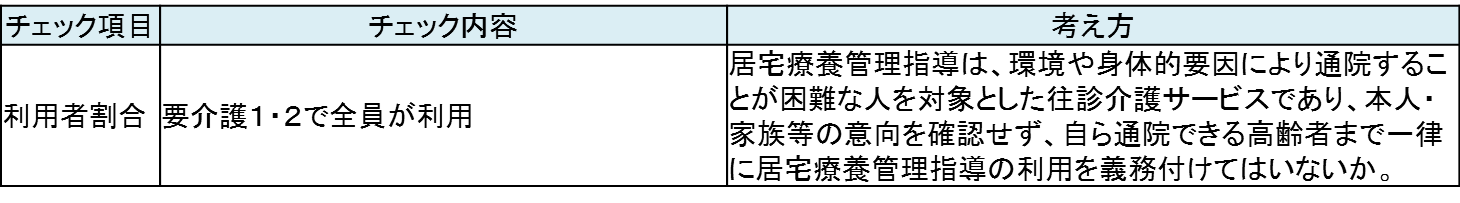 チェック項目 チェック内容 考え方
利用者割合 要介護１・２で全員が利用
居宅療養管理指導は、環境や身体的要因により通院するこ
とが困難な人を対象とした往診介護サービスであり、本人・
家族等の意向を確認せず、自ら通院できる高齢者まで一律
に居宅療養管理指導の利用を義務付けてはいないか。